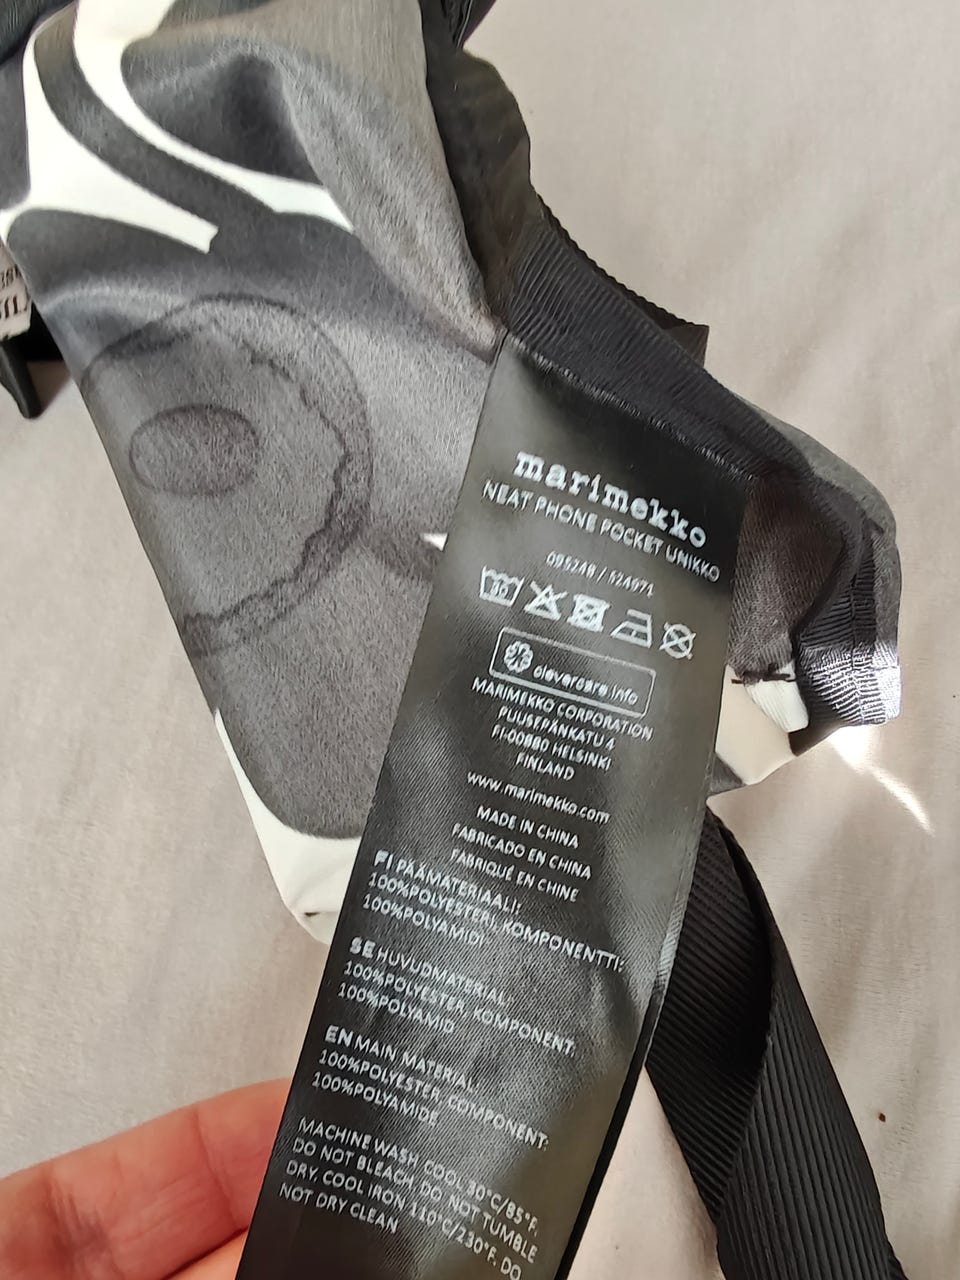 marimekko
NEAT PHONE POCKET UNIKKO
095248 / 524971
30
clevercare.info
MARIMEKKO CORPORATION
PUUSEPÄNKATU 4
FI-00880 HELSINKI
FINLAND
www.marimekko.com
MADE IN CHINA
FABRICADO EN CHINA
FABRIQUÉ EN CHINE
FI PÄÄMATERIAALI:
100%POLYESTERI, KOMPONENTTI:
100%POLYAMIDI
SE HUVUDMATERIAL:
100%POLYESTER, KOMPONENT:
100%POLYAMID
EN MAIN MATERIAL:
100%POLYESTER, COMPONENT:
100%POLYAMIDE
MACHINE WASH COOL 30°C/85°F.
DO NOT BLEACH, DO NOT TUMBLE
DRY, COOL IRON 110°C/230°F. DO
NOT DRY CLEAN